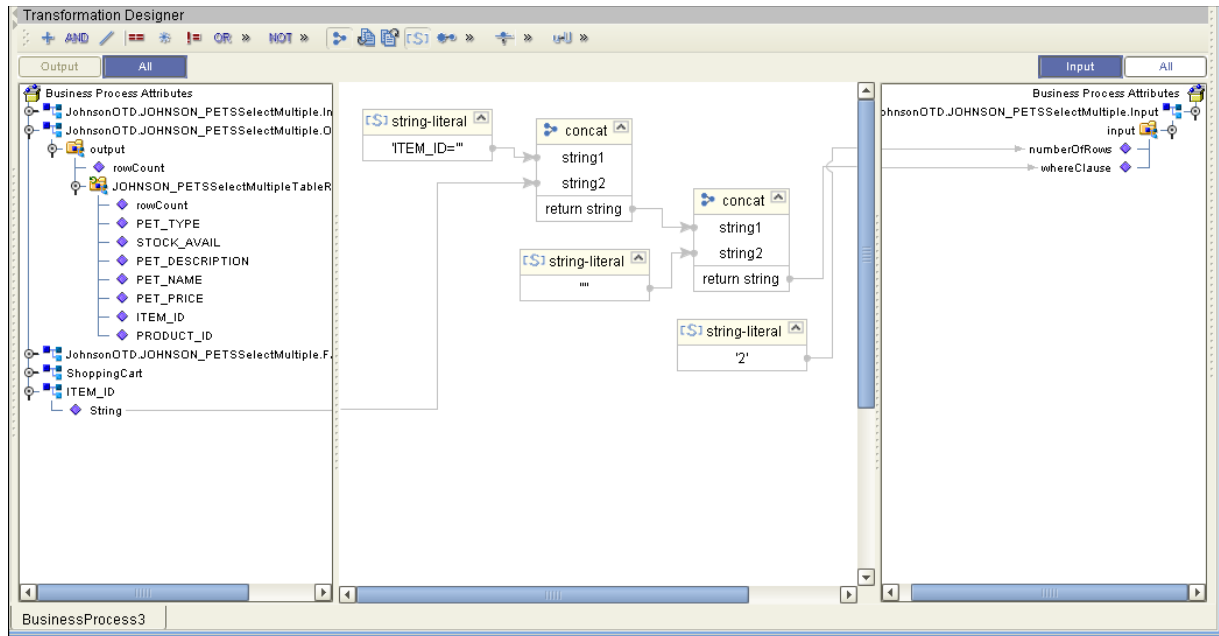 Transformation Designer
AND == != OR » NOT » [S] » » »
Output All Input All
Business Process Attributes
JohnsonOTD.JOHNSON_PETSSelectMultiple.In
JohnsonOTD.JOHNSON_PETSSelectMultiple.O
output
rowCount
JOHNSON_PETSSelectMultipleTableR
rowCount
PET_TYPE
STOCK_AVAIL
PET_DESCRIPTION
PET_NAME
PET_PRICE
ITEM_ID
PRODUCT_ID
JohnsonOTD.JOHNSON_PETSSelectMultiple.F
ShoppingCart
ITEM_ID
String
[S] string-literal
'ITEM_ID='"
concat
string1
string2
return string
[S] string-literal
""
concat
string1
string2
return string
[S] string-literal
'2'
Business Process Attributes
ohnsonOTD.JOHNSON_PETSSelectMultiple.Input
input
numberOfRows
whereClause
BusinessProcess3